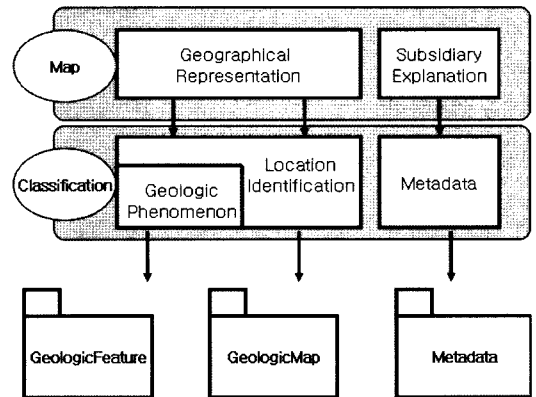 Map
Geographical
Representation
Subsidiary
Explanation
Classification
Geologic
Phenomenon
Location
Identification
Metadata
GeologicFeature
GeologicMap
Metadata